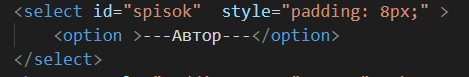 <select id="spisok"  style="padding: 8px;" >
<option >---Автор---</option>
</select>